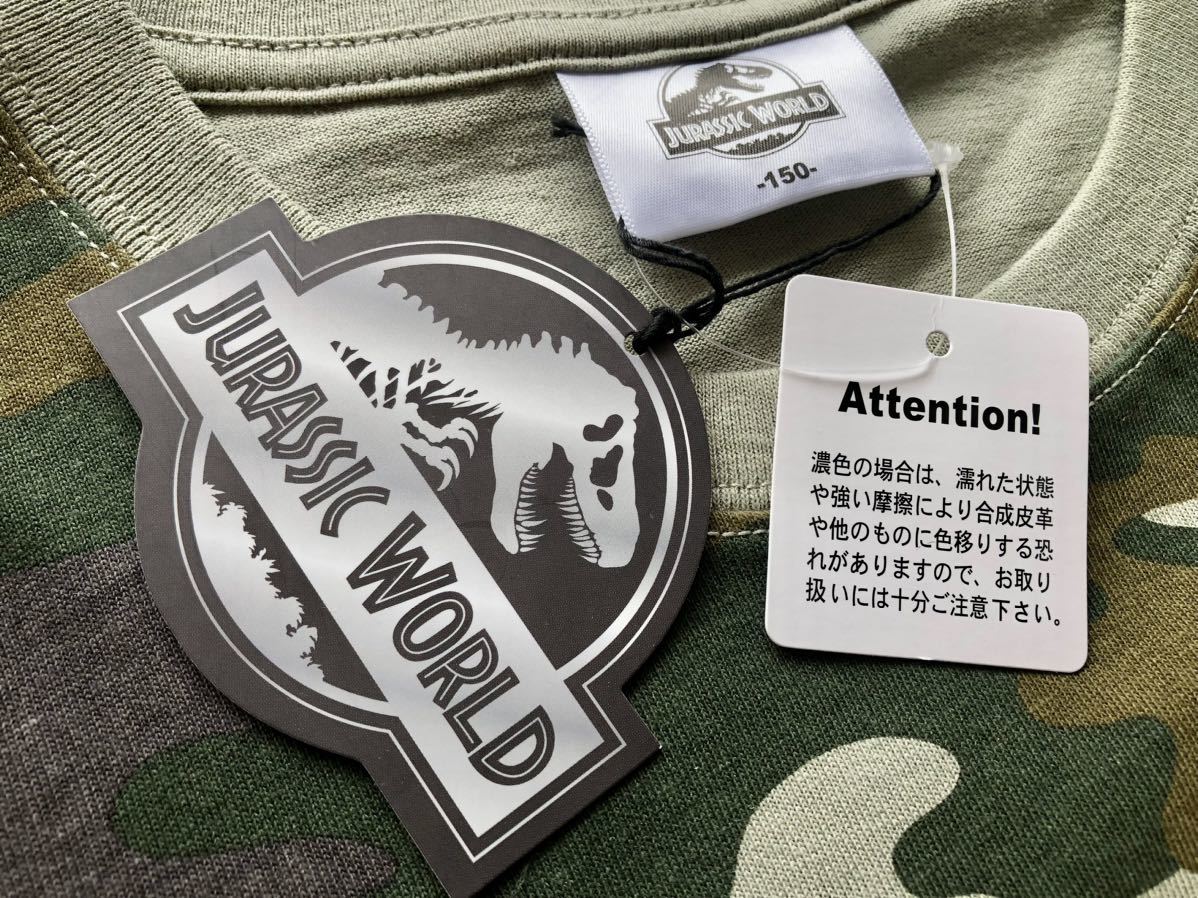 JURASSIC WORLD
-150-
JURASSIC WORLD
Attention!
濃色の場合は、濡れた状態
や強い摩擦により合成皮革
や他のものに色移りする恐
れがありますので、お取り
扱いには十分ご注意下さい。